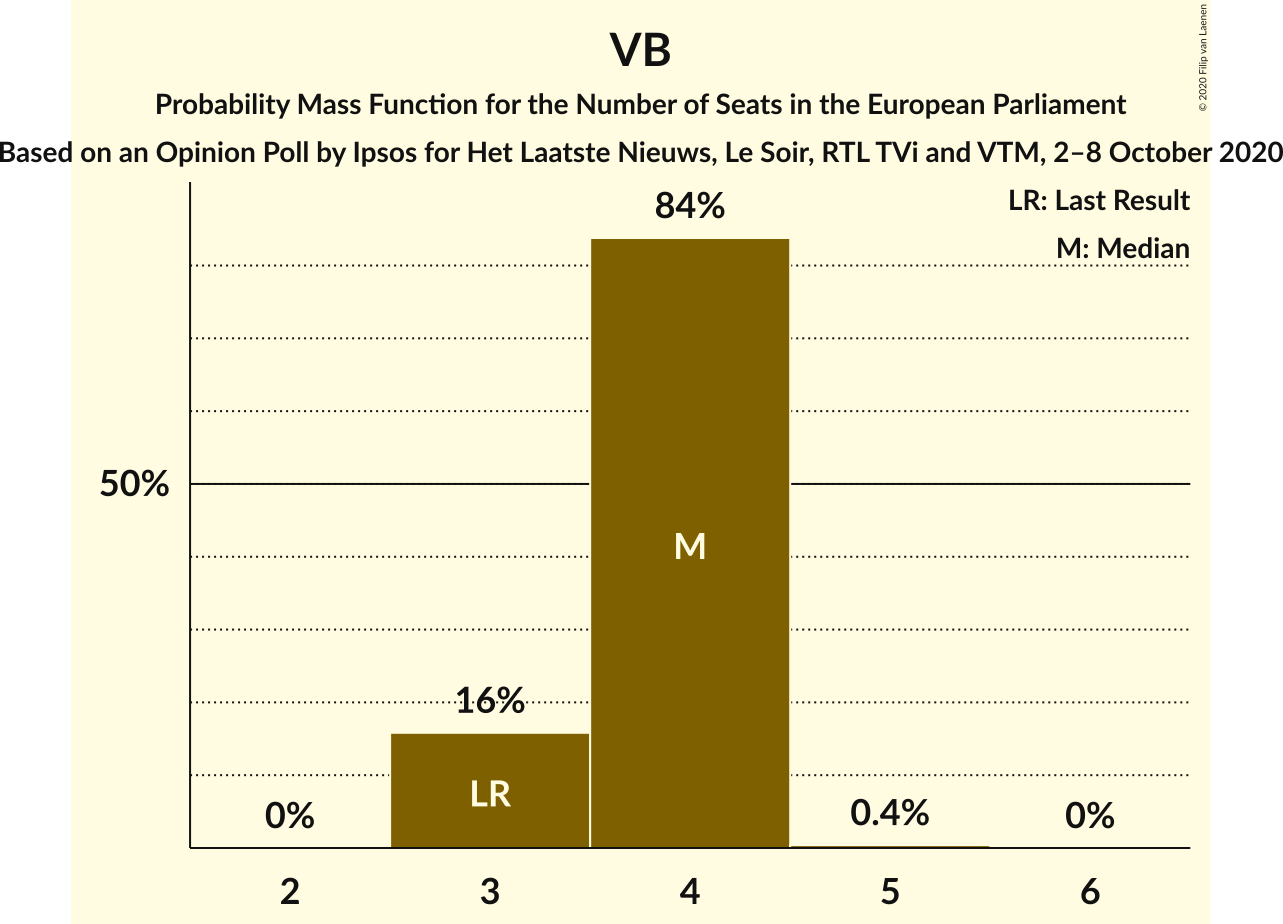 VB
Probability Mass Function for the Number of Seats in the European Parliament
Based on an Opinion Poll by Ipsos for Het Laatste Nieuws, Le Soir, RTL TVi and VTM, 2–8 October 2020
© 2020 Filip van Laenen
LR: Last Result
M: Median
84%
50%
M
16%
LR
0%
0.4%
0%
2 3 4 5 6